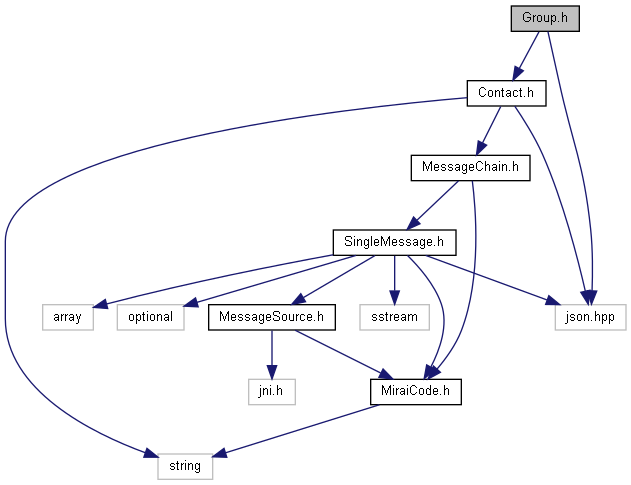 Group.h
Contact.h
MessageChain.h
SingleMessage.h
array
optional
MessageSource.h
sstream
json.hpp
jni.h
MiraiCode.h
string